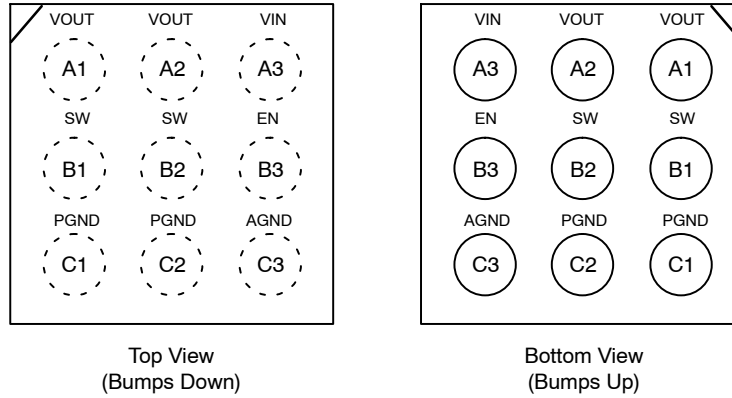 VOUT VOUT VIN
A1 A2 A3
SW SW EN
B1 B2 B3
PGND PGND AGND
C1 C2 C3
Top View
(Bumps Down)
VIN VOUT VOUT
A3 A2 A1
EN SW SW
B3 B2 B1
AGND PGND PGND
C3 C2 C1
Bottom View
(Bumps Up)